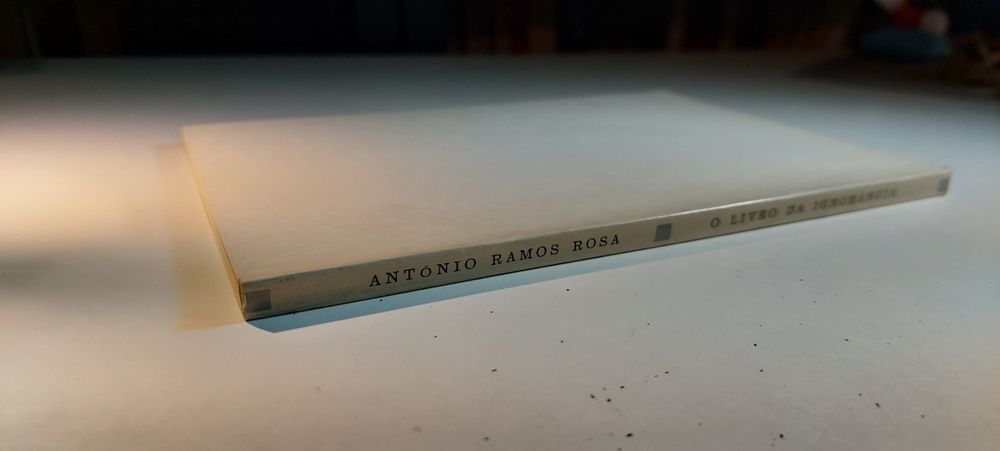 ANTÓNIO RAMOS ROSA
O LIVRO DA IGNORÂNCIA